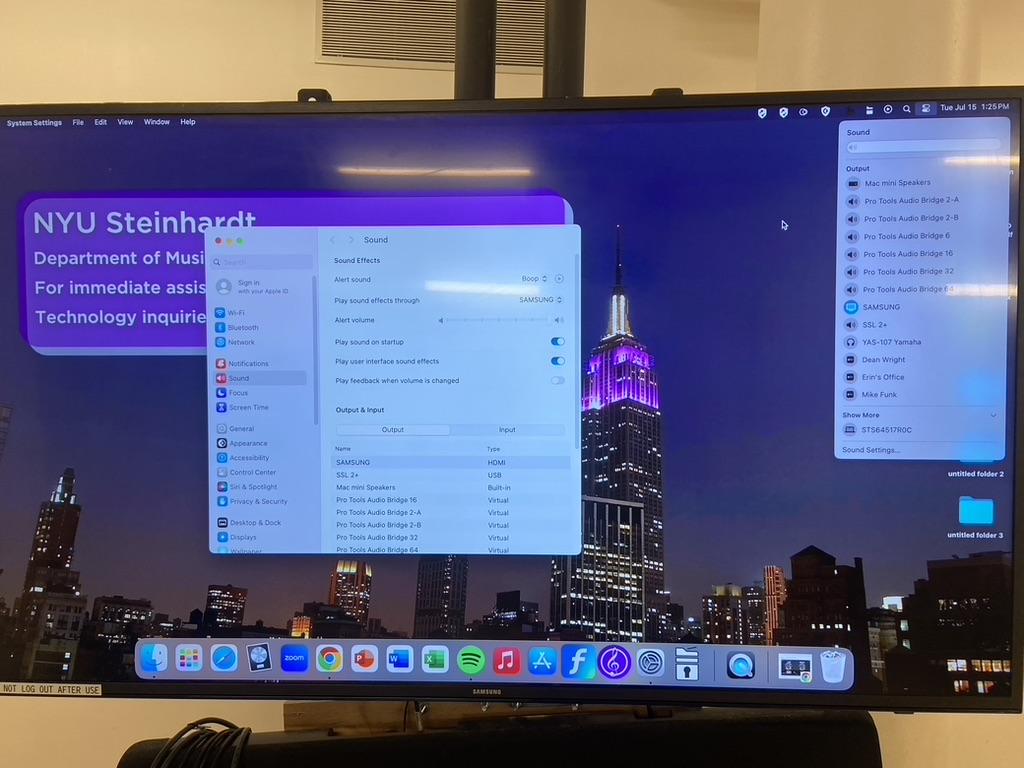 System Settings File Edit View Window Help
Tue Jul 15 1:25 PM
NYU Steinhardt
Department of Musi
For immediate assis
Technology inquirie
Search
Sign in
with your Apple ID
Wi-Fi
Bluetooth
Network
Notifications
Sound
Focus
Screen Time
General
Appearance
Accessibility
Control Center
Siri & Spotlight
Privacy & Security
Desktop & Dock
Displays
Wallpaper
Sound
Sound Effects
Alert sound Boop
Play sound effects through SAMSUNG
Alert volume
Play sound on startup
Play user interface sound effects
Play feedback when volume is changed
Output & Input
Output Input
Name Type
SAMSUNG HDMI
SSL 2+ USB
Mac mini Speakers Built-in
Pro Tools Audio Bridge 16 Virtual
Pro Tools Audio Bridge 2-A Virtual
Pro Tools Audio Bridge 2-B Virtual
Pro Tools Audio Bridge 32 Virtual
Pro Tools Audio Bridge 64 Virtual
Sound
Output
Mac mini Speakers
Pro Tools Audio Bridge 2-A
Pro Tools Audio Bridge 2-B
Pro Tools Audio Bridge 6
Pro Tools Audio Bridge 16
Pro Tools Audio Bridge 32
Pro Tools Audio Bridge 64
SAMSUNG
SSL 2+
YAS-107 Yamaha
Dean Wright
Erin's Office
Mike Funk
Show More
STS64517R0C
Sound Settings...
untitled folder 2
untitled folder 3
zoom
NOT LOG OUT AFTER USE
SAMSUNG